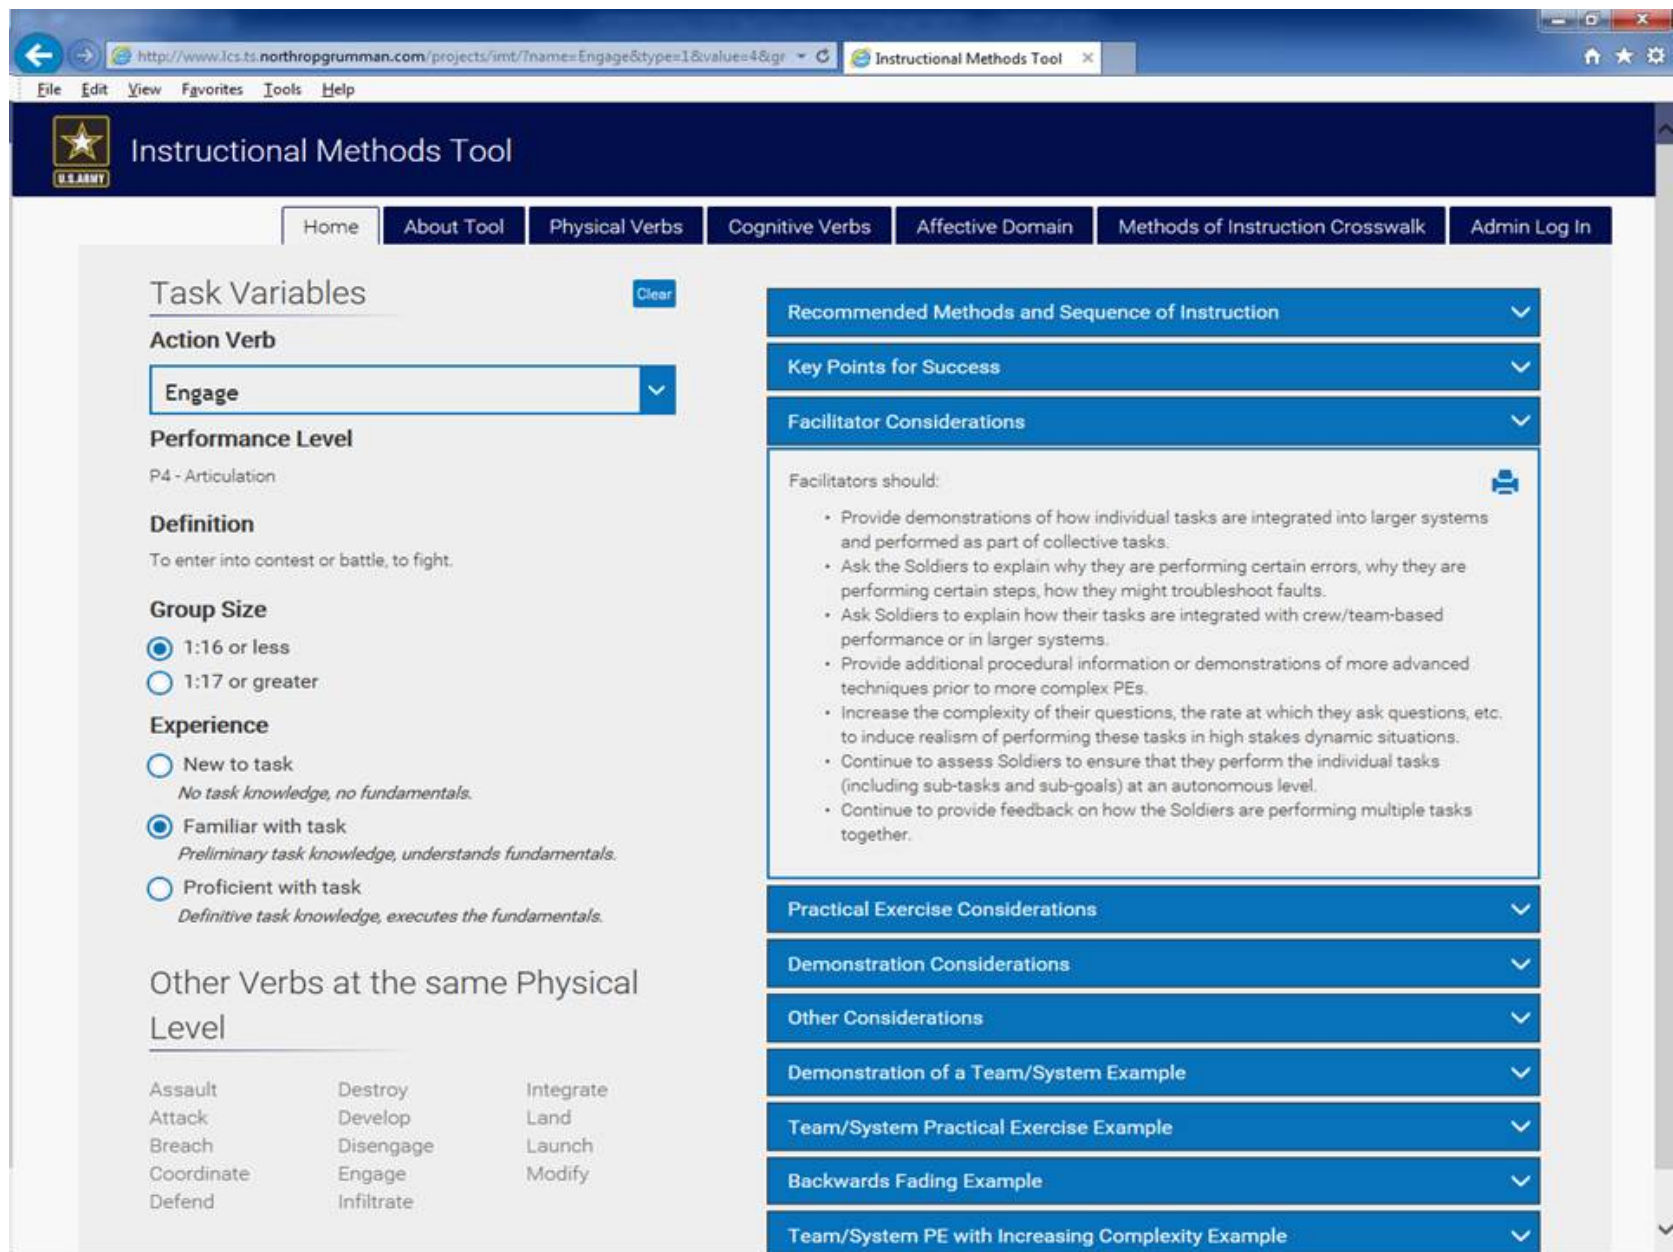 http://www.lcs.ts.northropgrumman.com/projects/imt/?name=Engage&type=1&value=4&gr
Instructional Methods Tool
File Edit View Favorites Tools Help
U.S.ARMY
Instructional Methods Tool
Home About Tool Physical Verbs Cognitive Verbs Affective Domain Methods of Instruction Crosswalk Admin Log In
Task Variables
Clear
Action Verb
Engage
Performance Level
P4 - Articulation
Definition
To enter into contest or battle, to fight.
Group Size
1:16 or less
1:17 or greater
Experience
New to task
No task knowledge, no fundamentals.
Familiar with task
Preliminary task knowledge, understands fundamentals.
Proficient with task
Definitive task knowledge, executes the fundamentals.
Other Verbs at the same Physical
Level
Assault Destroy Integrate
Attack Develop Land
Breach Disengage Launch
Coordinate Engage Modify
Defend Infiltrate
Recommended Methods and Sequence of Instruction
Key Points for Success
Facilitator Considerations
Facilitators should:
• Provide demonstrations of how individual tasks are integrated into larger systems
and performed as part of collective tasks.
• Ask the Soldiers to explain why they are performing certain errors, why they are
performing certain steps, how they might troubleshoot faults.
• Ask Soldiers to explain how their tasks are integrated with crew/team-based
performance or in larger systems.
• Provide additional procedural information or demonstrations of more advanced
techniques prior to more complex PEs.
• Increase the complexity of their questions, the rate at which they ask questions, etc.
to induce realism of performing these tasks in high stakes dynamic situations.
• Continue to assess Soldiers to ensure that they perform the individual tasks
(including sub-tasks and sub-goals) at an autonomous level.
• Continue to provide feedback on how the Soldiers are performing multiple tasks
together.
Practical Exercise Considerations
Demonstration Considerations
Other Considerations
Demonstration of a Team/System Example
Team/System Practical Exercise Example
Backwards Fading Example
Team/System PE with Increasing Complexity Example